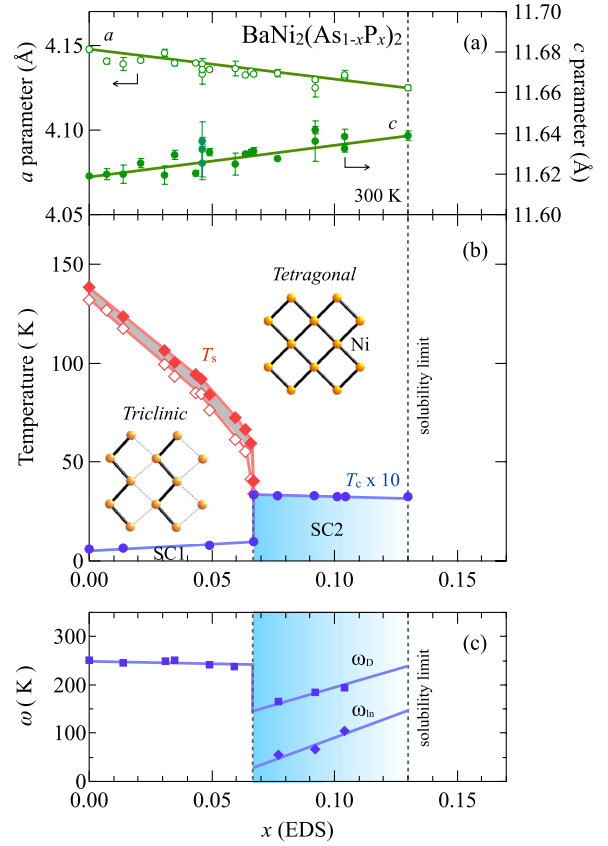 BaNi2(As1-xPx)2
(a)
a
c
300 K
4.15
4.10
4.05
a parameter (Å)
11.70
11.68
11.66
11.64
11.62
11.60
c parameter (Å)
(b)
Tetragonal
Ni
Ts
Triclinic
Tc x 10
SC1
SC2
solubility limit
150
100
50
0
Temperature ( K )
0.00
0.05
0.10
0.15
(c)
ωD
ωln
solubility limit
300
250
200
150
100
50
0
ω ( K )
0.00
0.05
0.10
0.15
x (EDS)